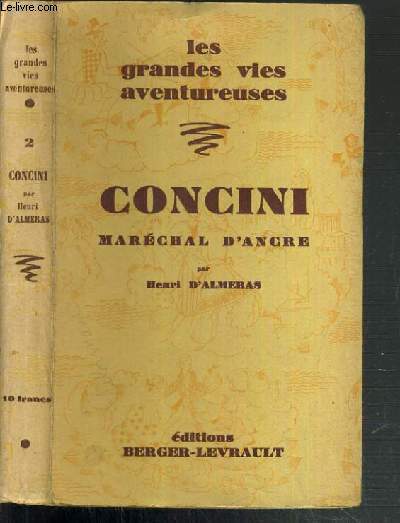 Le-livre.com
les
grandes
vies
aventureuses
2
CONCINI
par
Henri
D'ALMERAS
10 francs
les
grandes vies
aventureuses
CONCINI
MARÉCHAL D'ANCRE
par
Henri D'ALMERAS
éditions
BERGER-LEVRAULT